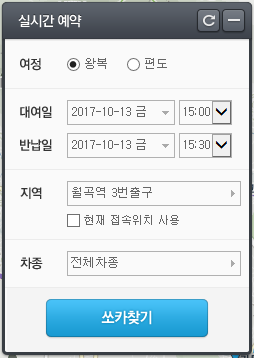 실시간 예약
여정 왕복 편도
대여일 2017-10-13 금 15:00
반납일 2017-10-13 금 15:30
지역 월곡역 3번출구
현재 접속위치 사용
차종 전체차종
쏘카찾기